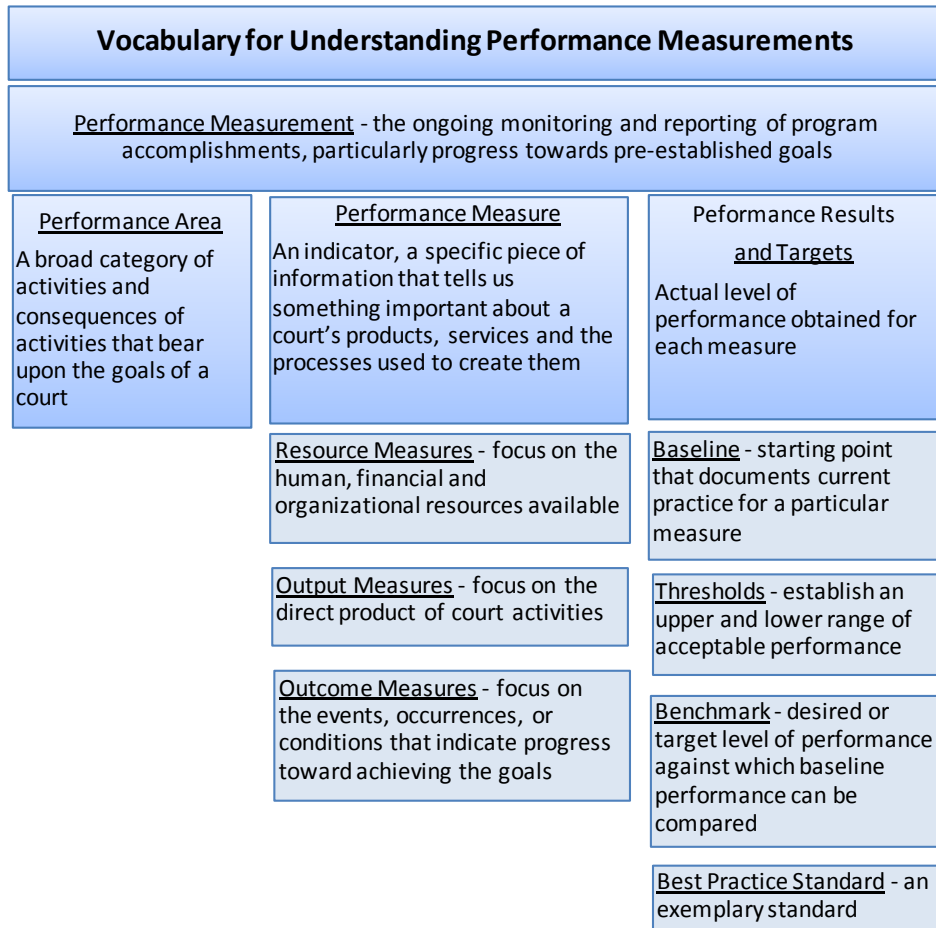 Vocabulary for Understanding Performance Measurements
Performance Measurement - the ongoing monitoring and reporting of program
accomplishments, particularly progress towards pre-established goals
Performance Area
A broad category of
activities and
consequences of
activities that bear
upon the goals of a
court
Performance Measure
An indicator, a specific piece of
information that tells us
something important about a
court's products, services and the
processes used to create them
Resource Measures - focus on the
human, financial and
organizational resources available
Output Measures - focus on the
direct product of court activities
Outcome Measures - focus on
the events, occurrences, or
conditions that indicate progress
toward achieving the goals
Peformance Results
and Targets
Actual level of
performance obtained for
each measure
Baseline - starting point
that documents current
practice for a particular
measure
Thresholds - establish an
upper and lower range of
acceptable performance
Benchmark - desired or
target level of performance
against which baseline
performance can be
compared
Best Practice Standard - an
exemplary standard